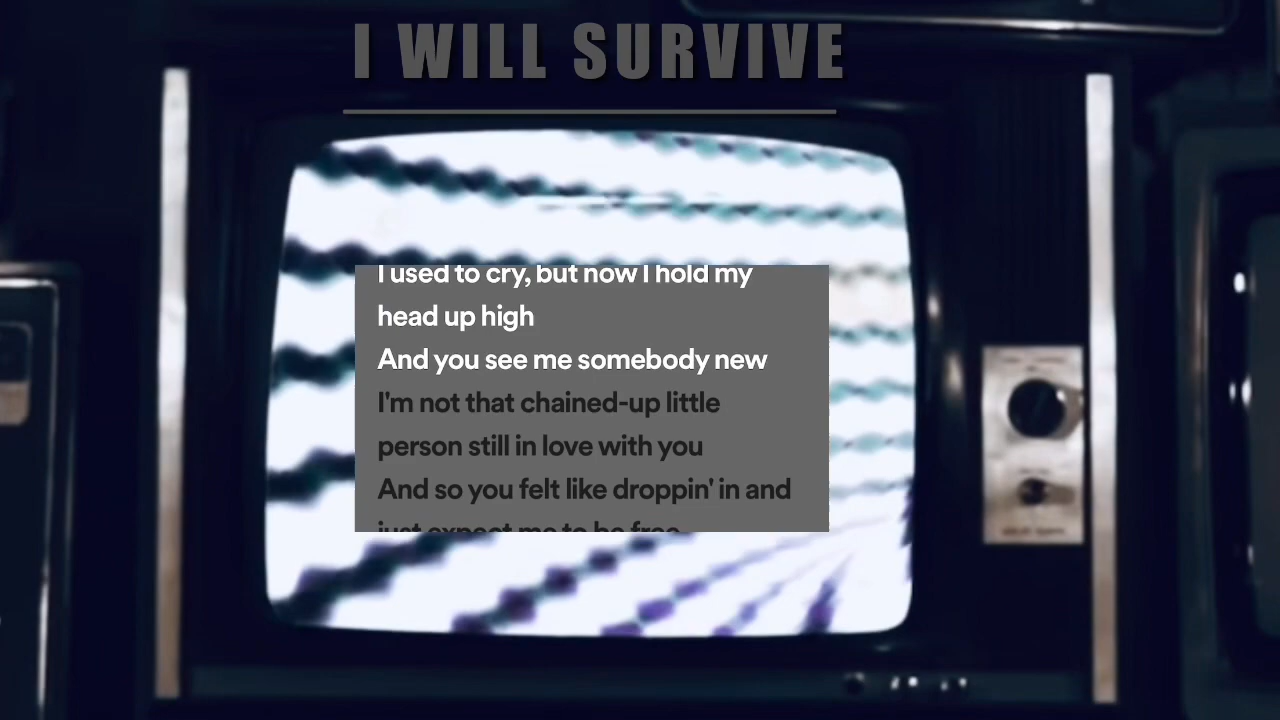 I WILL SURVIVE
I used to cry, but now I hold my
head up high
And you see me somebody new
I'm not that chained-up little
person still in love with you
And so you felt like droppin' in and
just expect me to be free